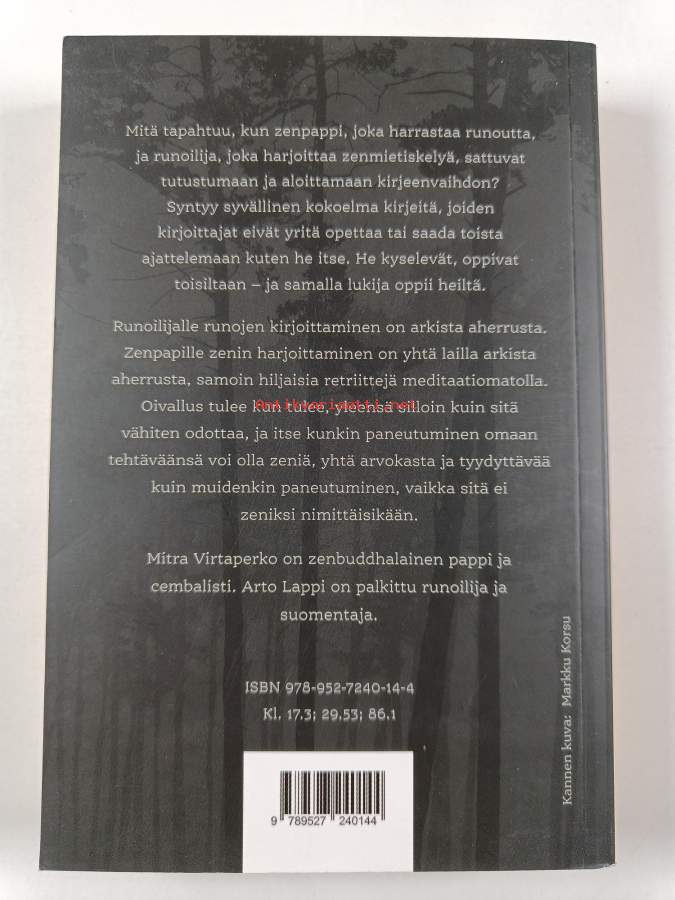 Mitä tapahtuu, kun zenpappi, joka harrastaa runoutta,
ja runoilija, joka harjoittaa zenmietiskelyä, sattuvat
tutustumaan ja aloittamaan kirjeenvaihdon?
Syntyy syvällinen kokoelma kirjeitä, joiden
kirjoittajat eivät yritä opettaa tai saada toista
ajattelemaan kuten he itse. He kyselevät, oppivat
toisiltaan – ja samalla lukija oppii heiltä.
Runoilijalle runojen kirjoittaminen on arkista aherrusta.
Zenpapille zenin harjoittaminen on yhtä lailla arkista
aherrusta, samoin hiljaisia retriittejä meditaatiomatolla.
Oivallus tulee kun tulee, yleensä silloin kuin sitä
antikvariaatti.net
vähiten odottaa, ja itse kunkin paneutuminen omaan
tehtäväänsä voi olla zeniä, yhtä arvokasta ja tyydyttävää
kuin muidenkin paneutuminen, vaikka sitä ei
zeniksi nimittäisikään.
Mitra Virtaperko on zenbuddhalainen pappi ja
cembalisti. Arto Lappi on palkittu runoilija ja
suomentaja.
ISBN 978-952-7240-14-4
Kl, 17.3; 29.53; 86.1
9 789527 240144
Kannen kuva: Markku Korsu